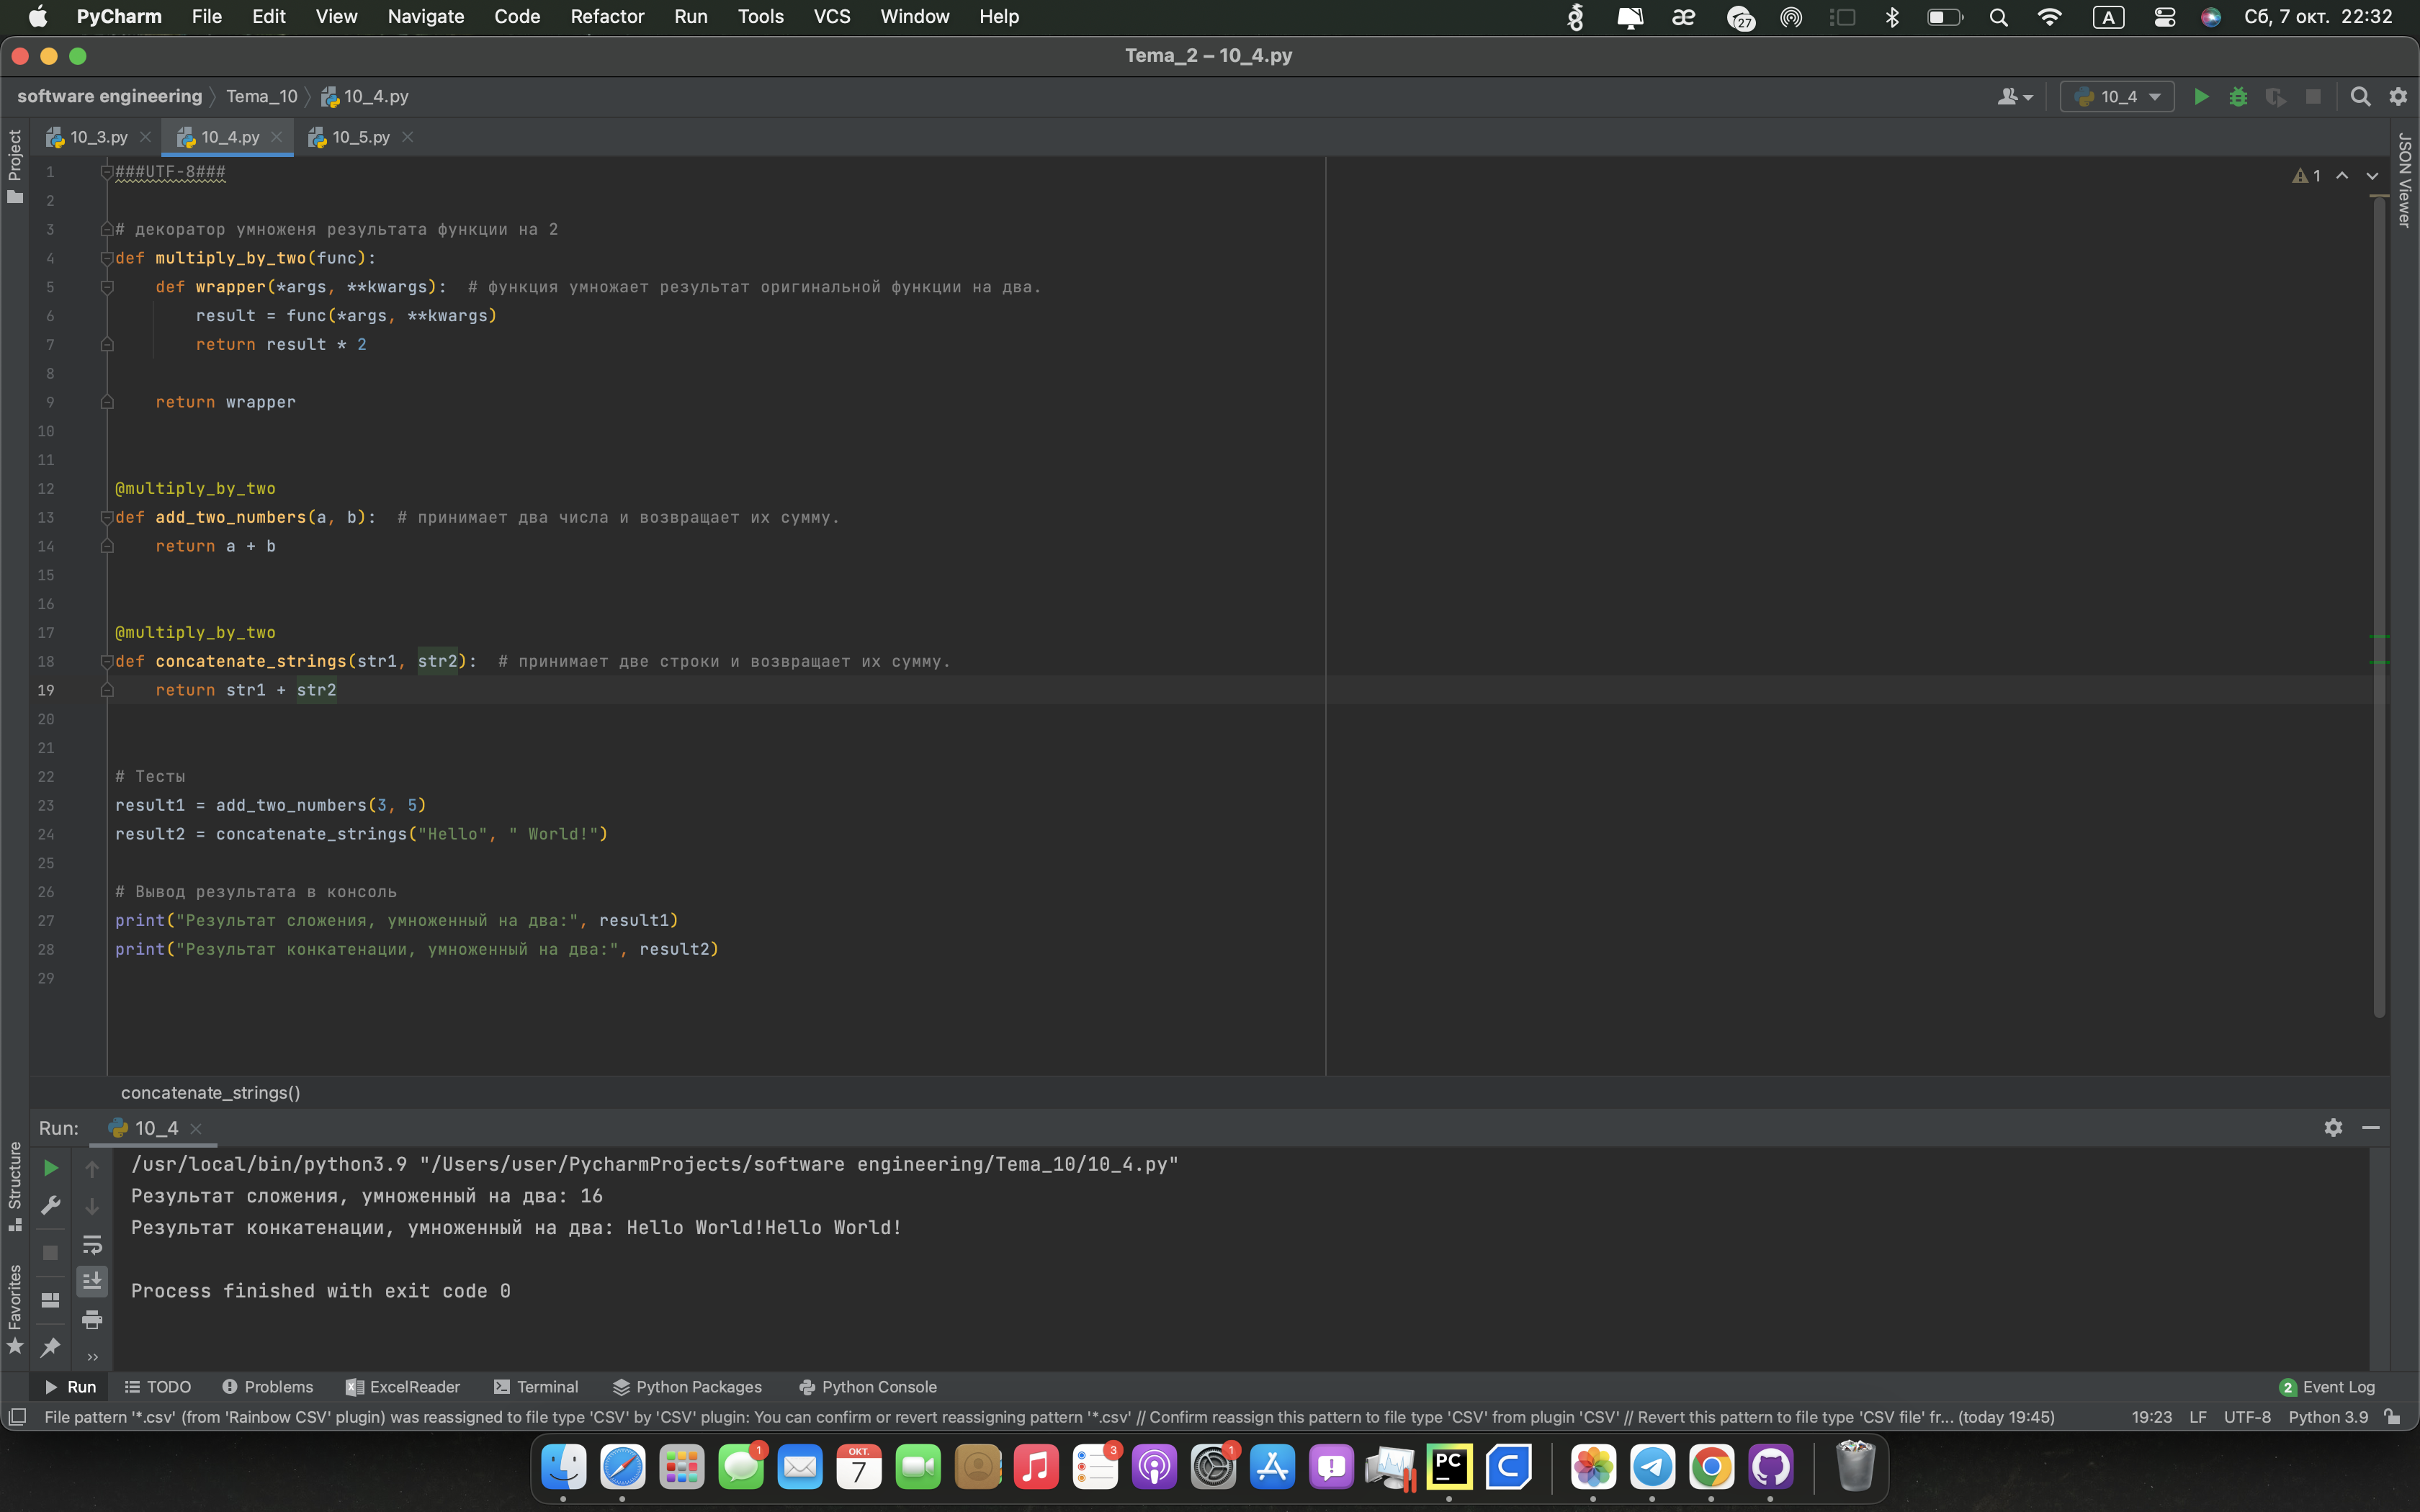 PyCharm File Edit View Navigate Code Refactor Run Tools VCS Window Help 27 A Сб, 7 окт. 22:32
Tema_2 – 10_4.py
software engineering Tema_10 10_4.py 10_4
10_3.py 10_4.py 10_5.py
Project
JSON Viewer
1
1 ###UTF-8###
2
3 # декоратор умноженя результата функции на 2
4 def multiply_by_two(func):
5 def wrapper(*args, **kwargs): # функция умножает результат оригинальной функции на два.
6 result = func(*args, **kwargs)
7 return result * 2
8
9 return wrapper
10
11
12 @multiply_by_two
13 def add_two_numbers(a, b): # принимает два числа и возвращает их сумму.
14 return a + b
15
16
17 @multiply_by_two
18 def concatenate_strings(str1, str2): # принимает две строки и возвращает их сумму.
19 return str1 + str2
20
21
22 # Тесты
23 result1 = add_two_numbers(3, 5)
24 result2 = concatenate_strings("Hello", " World!")
25
26 # Вывод результата в консоль
27 print("Результат сложения, умноженный на два:", result1)
28 print("Результат конкатенации, умноженный на два:", result2)
29
concatenate_strings()
Run: 10_4
Structure
Favorites
/usr/local/bin/python3.9 "/Users/user/PycharmProjects/software engineering/Tema_10/10_4.py"
Результат сложения, умноженный на два: 16
Результат конкатенации, умноженный на два: Hello World!Hello World!
Process finished with exit code 0
Run TODO Problems ExcelReader Terminal Python Packages Python Console 2 Event Log
File pattern '*.csv' (from 'Rainbow CSV' plugin) was reassigned to file type 'CSV' by 'CSV' plugin: You can confirm or revert reassigning pattern '*.csv' // Confirm reassign this pattern to file type 'CSV' from plugin 'CSV' // Revert this pattern to file type 'CSV file' fr... (today 19:45) 19:23 LF UTF-8 Python 3.9
1 ОКТ. 7 3 1 PC C